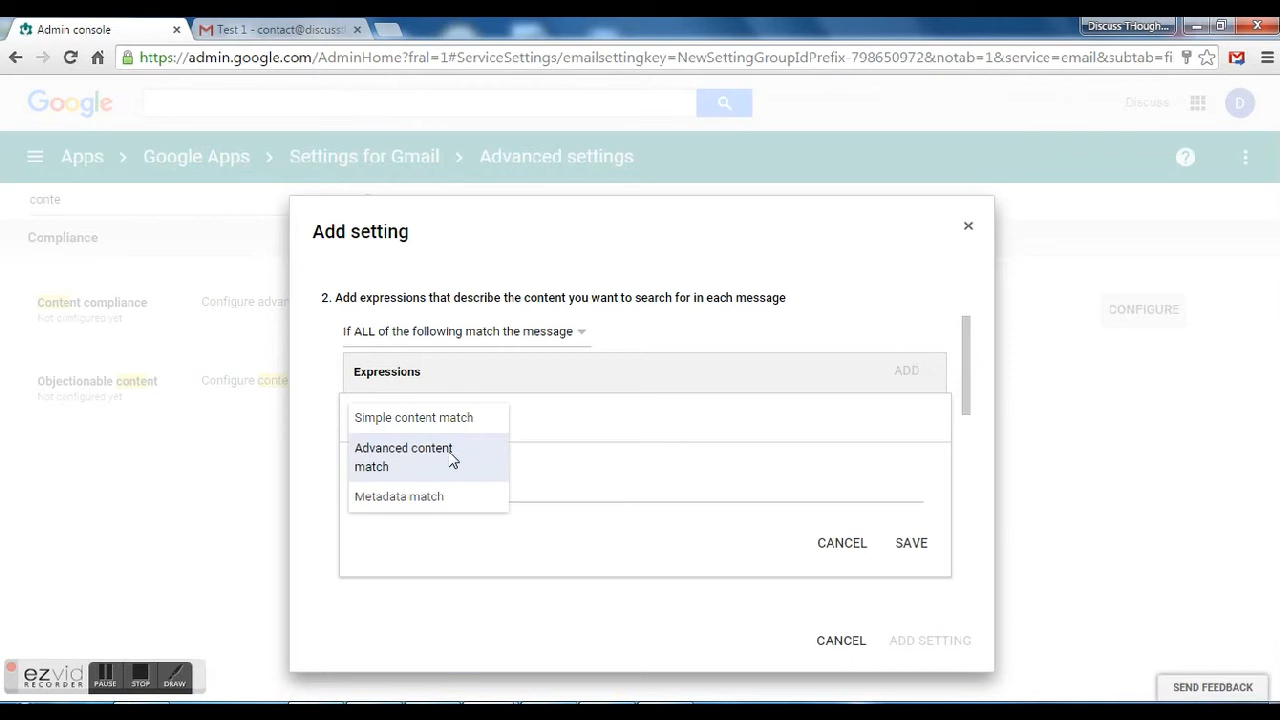 Admin console
Test 1 - contact@discusst
Discuss THough...
https://admin.google.com/AdminHome?fral=1#ServiceSettings/emailsettingkey=NewSettingGroupIdPrefix-798650972&notab=1&service=email&subtab=fi
Google
Discuss
D
Apps > Google Apps > Settings for Gmail > Advanced settings
conte
Compliance
Content compliance
Not configured yet
Configure advan
CONFIGURE
Objectionable content
Not configured yet
Configure conte
Add setting
2. Add expressions that describe the content you want to search for in each message
If ALL of the following match the message
Expressions
ADD
Simple content match
Advanced content
match
Metadata match
CANCEL
SAVE
CANCEL
ADD SETTING
ezvid
RECORDER
PAUSE
STOP
DRAW
SEND FEEDBACK